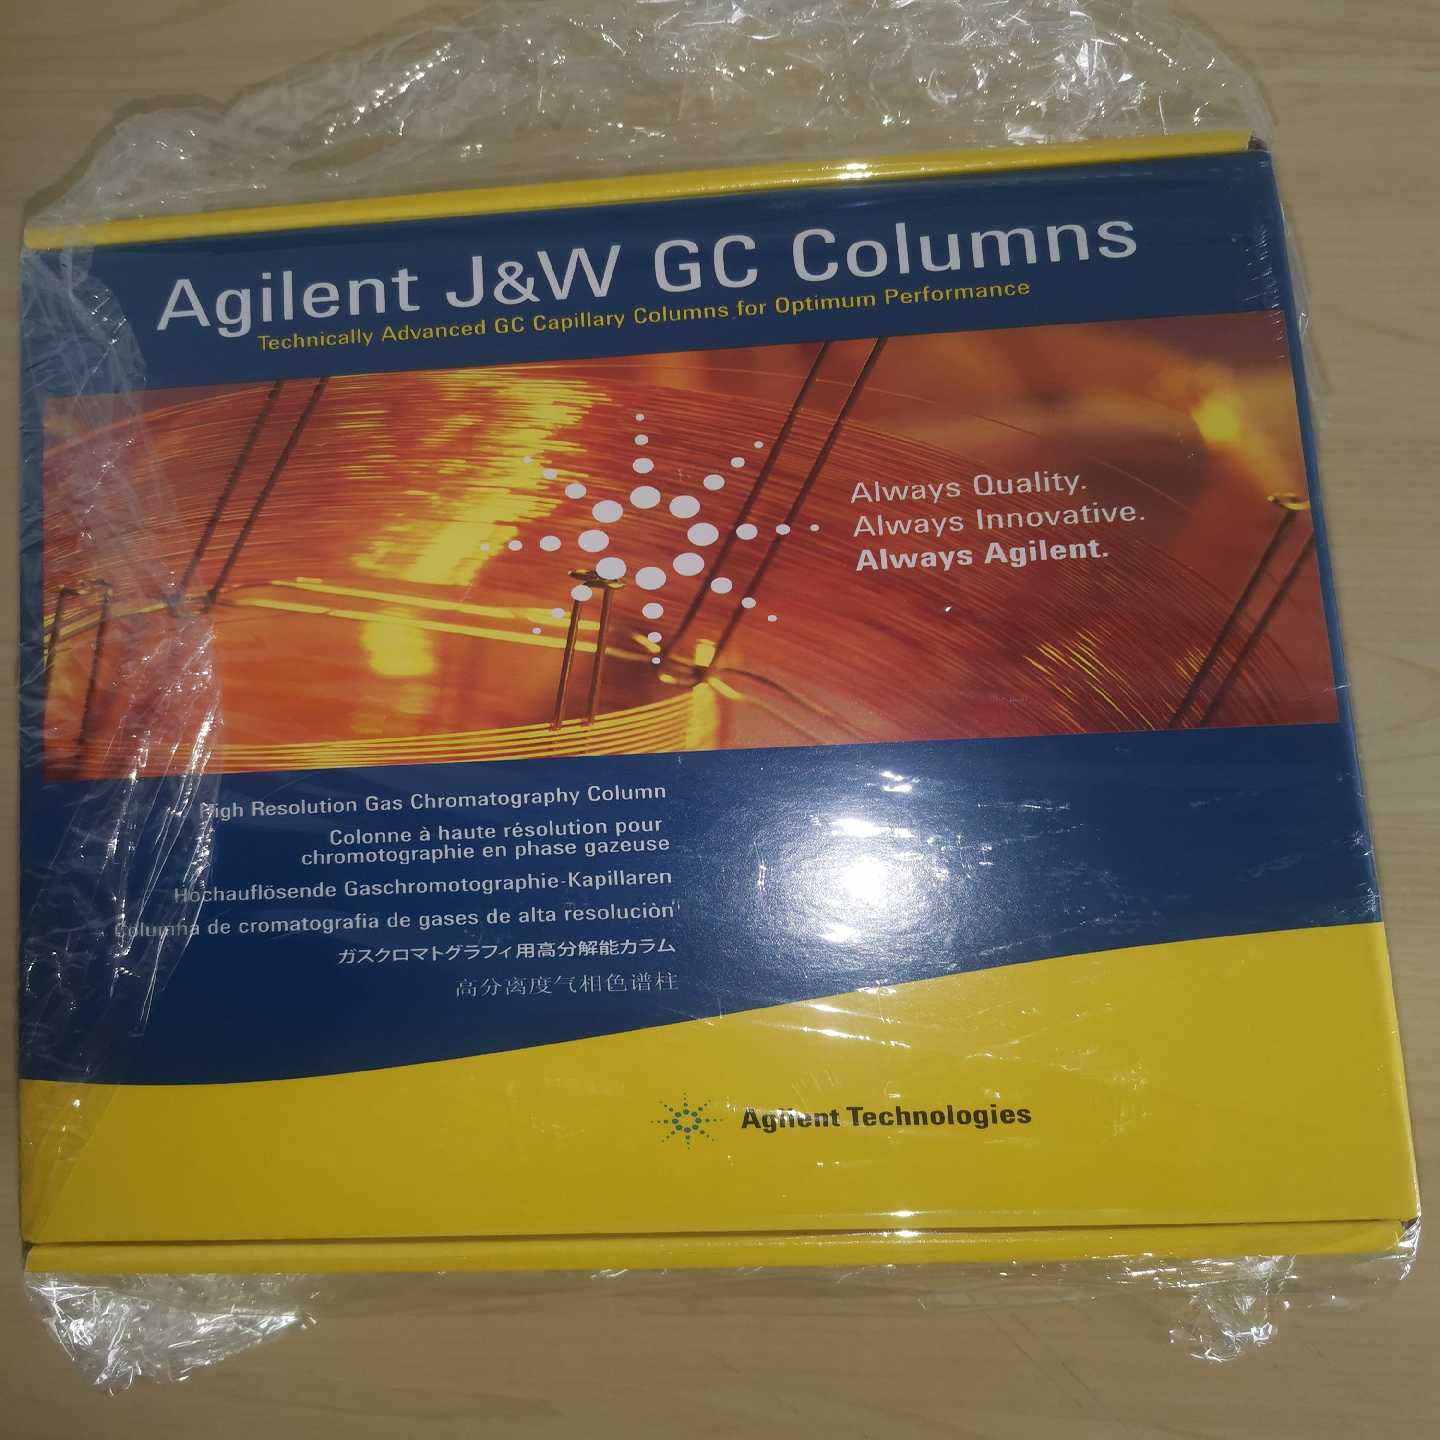 Agilent J&W GC Columns
Technically Advanced GC Capillary Columns for Optimum Performance
Always Quality.
Always Innovative.
Always Agilent.
High Resolution Gas Chromatography Column
Colonne à haute résolution pour
chromotographie en phase gazeuse
Hochauflösende Gaschromotographie-Kapillaren
Columna de cromatografia de gases de alta resoluciòn
ガスクロマトグラフィ用高分解能カラム
高分离度气相色谱柱
Agilent Technologies